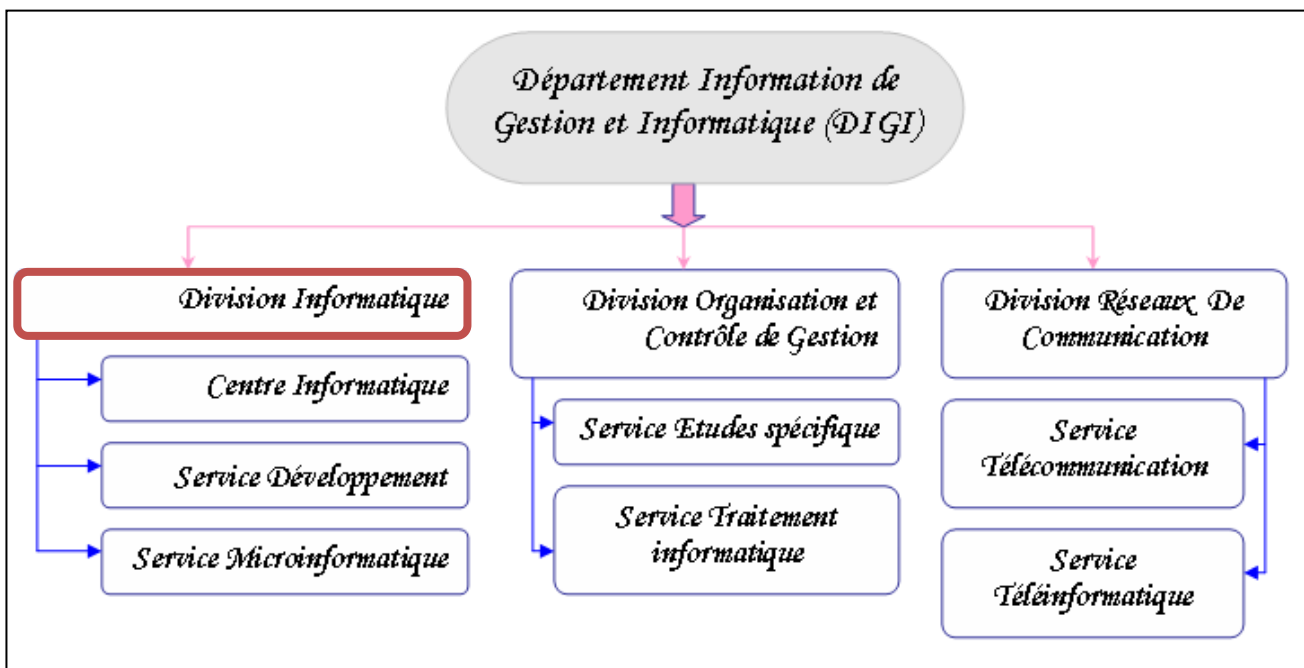 Département Information de
Gestion et Informatique (DIGI)
Division Informatique
Centre Informatique
Service Développement
Service Microinformatique
Division Organisation et
Contrôle de Gestion
Service Etudes spécifique
Service Traitement
informatique
Division Réseaux De
Communication
Service
Télécommunication
Service
Téléinformatique